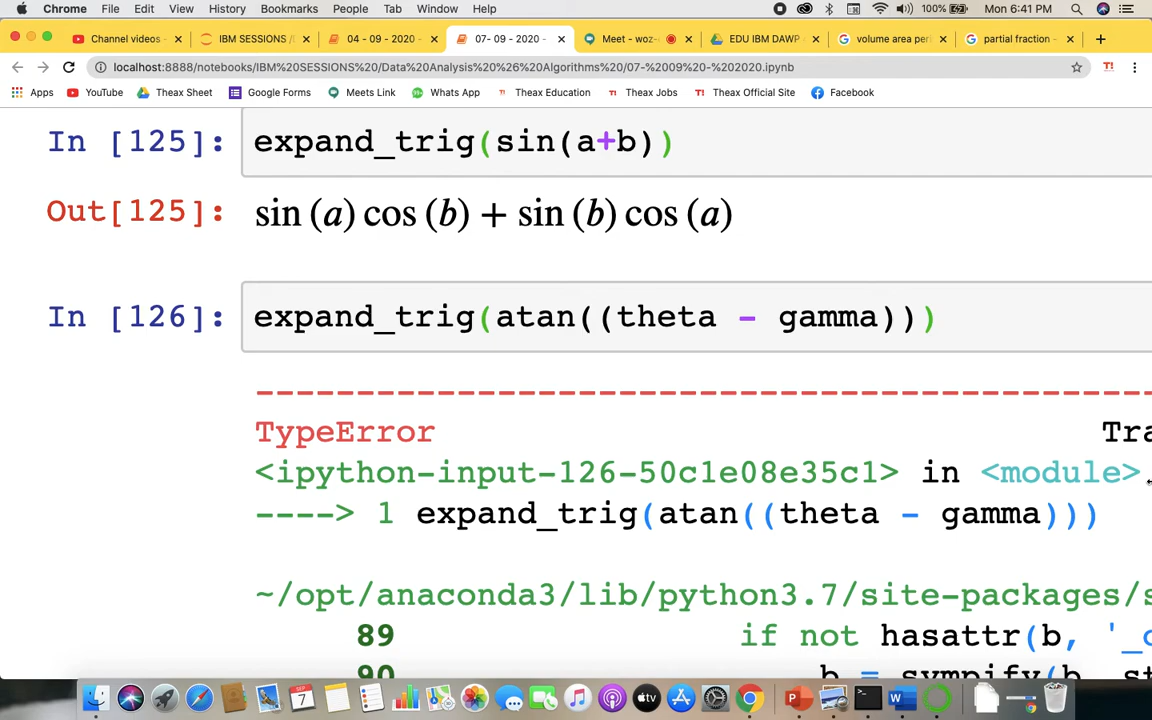 Chrome File Edit View History Bookmarks People Tab Window Help 100% Mon 6:41 PM
Channel videos - IBM SESSIONS / 04 - 09 - 2020 - 07- 09 - 2020 - Meet - woz- EDU IBM DAWP volume area peri partial fraction -
localhost:8888/notebooks/IBM%20SESSIONS%20/Data%20Analysis%20%26%20Algorithms%20/07-%2009%20-%202020.ipynb
Apps YouTube Theax Sheet Google Forms Meets Link Whats App Theax Education Theax Jobs Theax Official Site Facebook
In [125]: expand_trig(sin(a+b))
Out[125]: sin (a) cos (b) + sin (b) cos (a)
In [126]: expand_trig(atan((theta - gamma)))
---------------------------------------------------------
TypeError Tra
<ipython-input-126-50c1e08e35c1> in <module>
----> 1 expand_trig(atan((theta - gamma)))
~/opt/anaconda3/lib/python3.7/site-packages/s
89 if not hasattr(b, '_
90 b = sympify(b, st